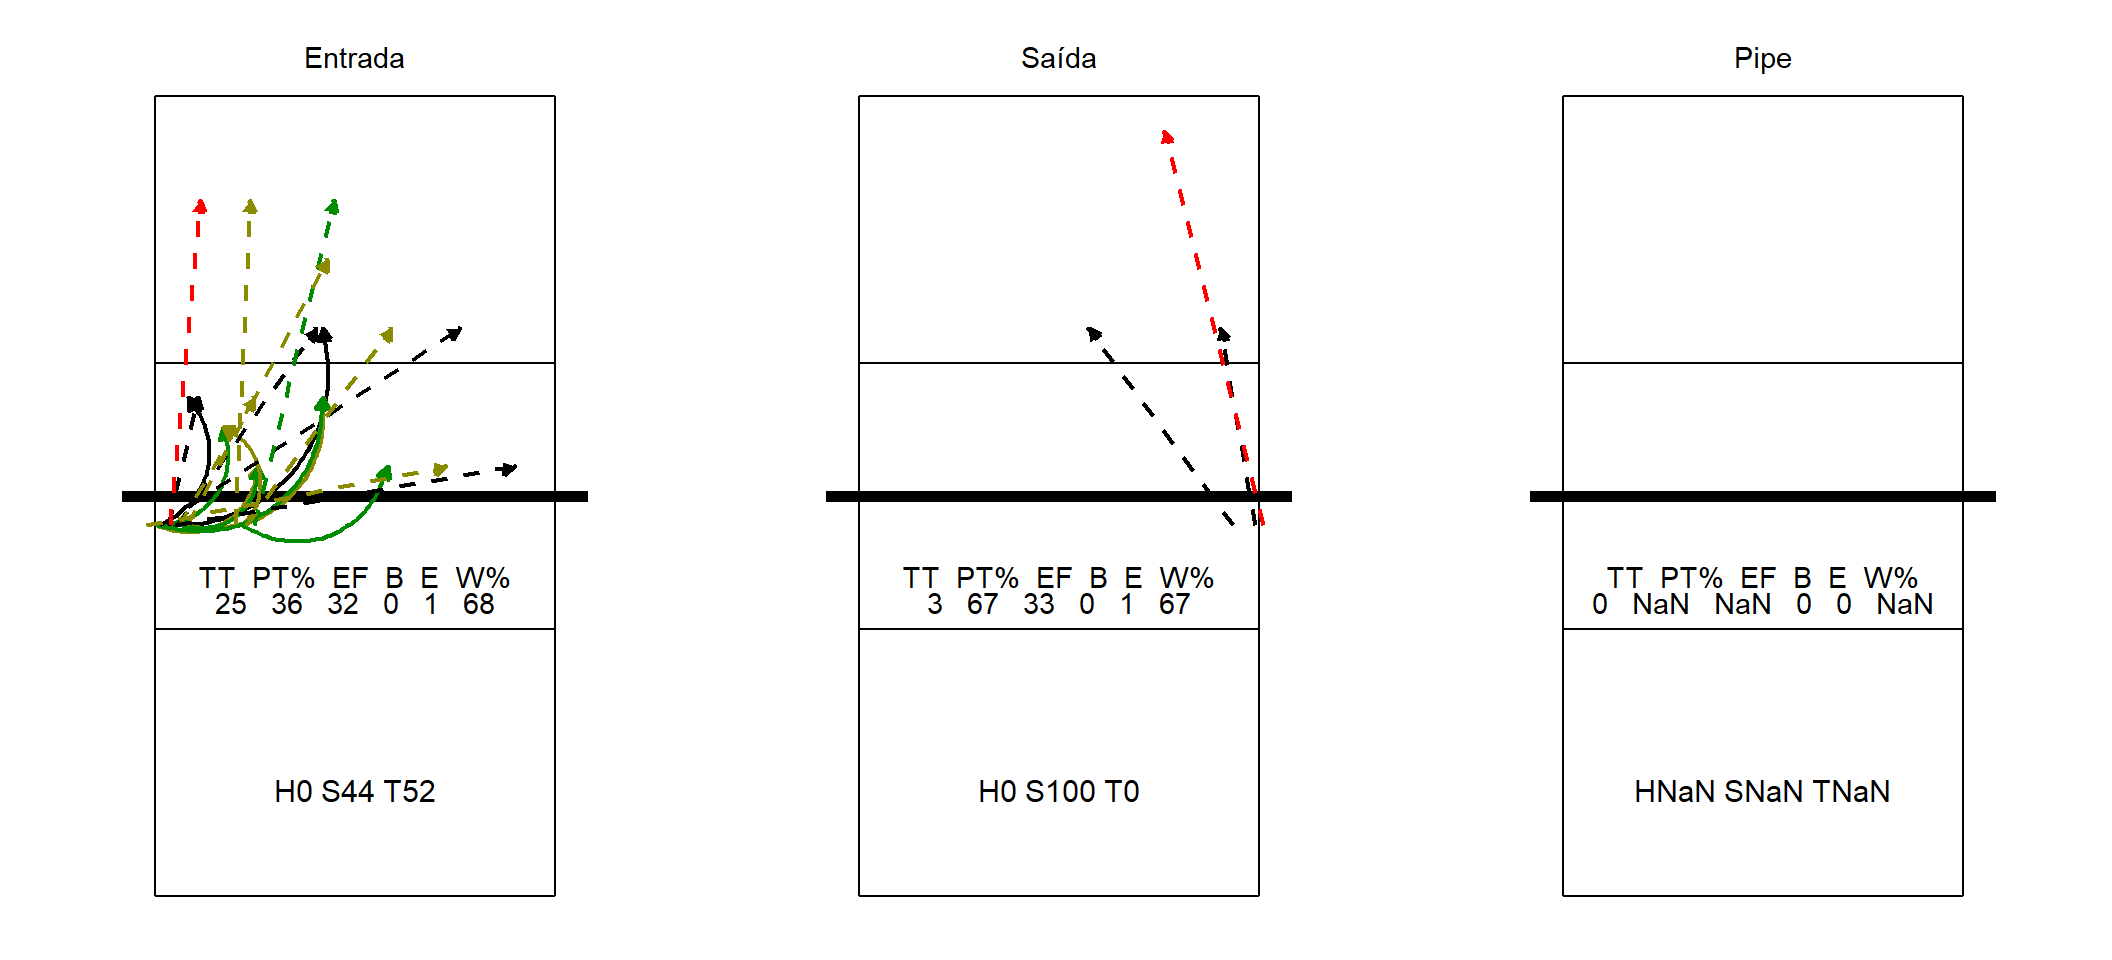 Entrada
TT PT% EF B E W%
25 36 32 0 1 68
H0 S44 T52
Saída
TT PT% EF B E W%
3 67 33 0 1 67
H0 S100 T0
Pipe
TT PT% EF B E W%
0 NaN NaN 0 0 NaN
HNaN SNaN TNaN